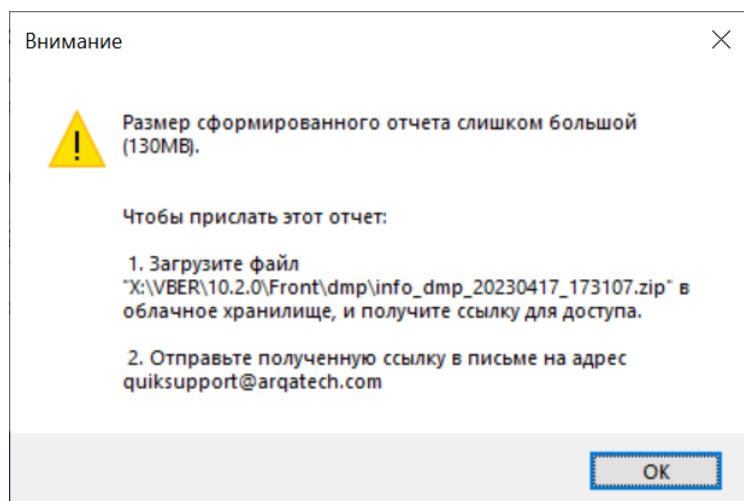 Внимание
Размер сформированного отчета слишком большой
(130MB).
Чтобы прислать этот отчет:
1. Загрузите файл
"X:\VBER\10.2.0\Front\dmp\info_dmp_20230417_173107.zip" в
облачное хранилище, и получите ссылку для доступа.
2. Отправьте полученную ссылку в письме на адрес
quiksupport@arqatech.com
OK